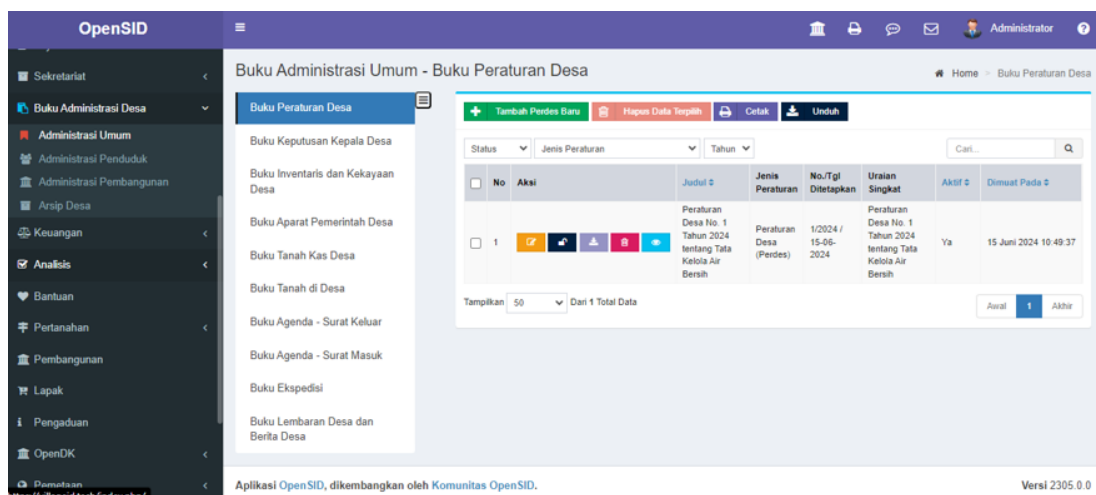 OpenSID
Administrator
Sekretariat
Buku Administrasi Desa
Administrasi Umum
Administrasi Penduduk
Administrasi Pembangunan
Arsip Desa
Keuangan
Analisis
Bantuan
Pertanahan
Pembangunan
Lapak
Pengaduan
OpenDK
Pemetaan
Buku Administrasi Umum - Buku Peraturan Desa
Home > Buku Peraturan Desa
Buku Peraturan Desa
Buku Keputusan Kepala Desa
Buku Inventaris dan Kekayaan
Desa
Buku Aparat Pemerintah Desa
Buku Tanah Kas Desa
Buku Tanah di Desa
Buku Agenda - Surat Keluar
Buku Agenda - Surat Masuk
Buku Ekspedisi
Buku Lembaran Desa dan
Berita Desa
Tambah Perdes Baru Hapus Data Terpilih Cetak Unduh
Status Jenis Peraturan Tahun Cari...
No Aksi Judul Jenis Peraturan No./Tgl Ditetapkan Uraian Singkat Aktif Dimuat Pada
1
Peraturan
Desa No. 1
Tahun 2024
tentang Tata
Kelola Air
Bersih
Peraturan
Desa
(Perdes)
1/2024 /
15-06-
2024
Peraturan
Desa No. 1
Tahun 2024
tentang Tata
Kelola Air
Bersih
Ya
15 Juni 2024 10:49:37
Tampilkan 50 Dari 1 Total Data
Awal 1 Akhir
Aplikasi OpenSID, dikembangkan oleh Komunitas OpenSID.
Versi 2305.0.0